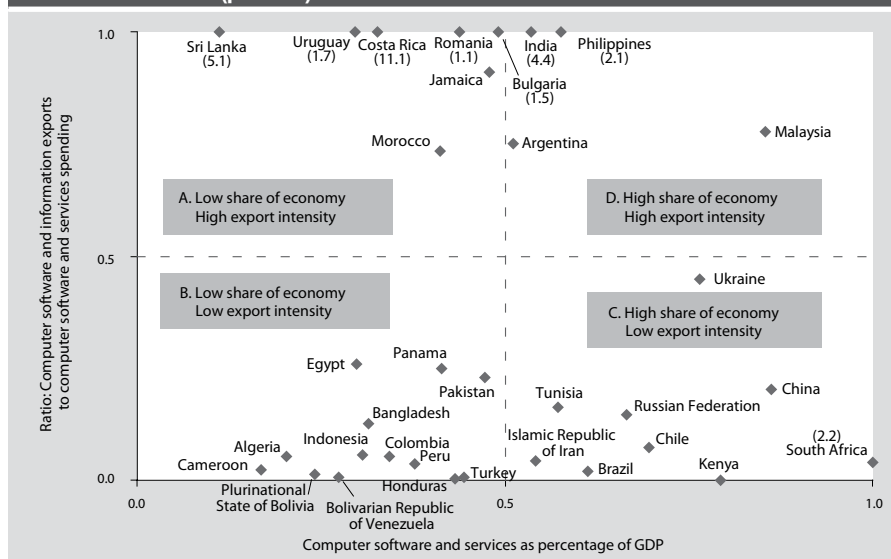 1.0
Sri Lanka
(5.1)
Uruguay
(1.7)
Costa Rica
(11.1)
Romania
(1.1)
India
(4.4)
Philippines
(2.1)
Jamaica
Bulgaria
(1.5)
Morocco
Argentina
Malaysia
A. Low share of economy
High export intensity
D. High share of economy
High export intensity
0.5
B. Low share of economy
Low export intensity
Ukraine
C. High share of economy
Low export intensity
Egypt
Panama
Pakistan
Tunisia
China
Russian Federation
Bangladesh
Algeria
Indonesia
Colombia
Peru
Islamic Republic
of Iran
Chile
(2.2)
South Africa
Cameroon
Honduras
Turkey
Brazil
Kenya
Plurinational
State of Bolivia
Bolivarian Republic
of Venezuela
0.0
0.0
0.5
1.0
Computer software and services as percentage of GDP
Ratio: Computer software and information exports
to computer software and services spending